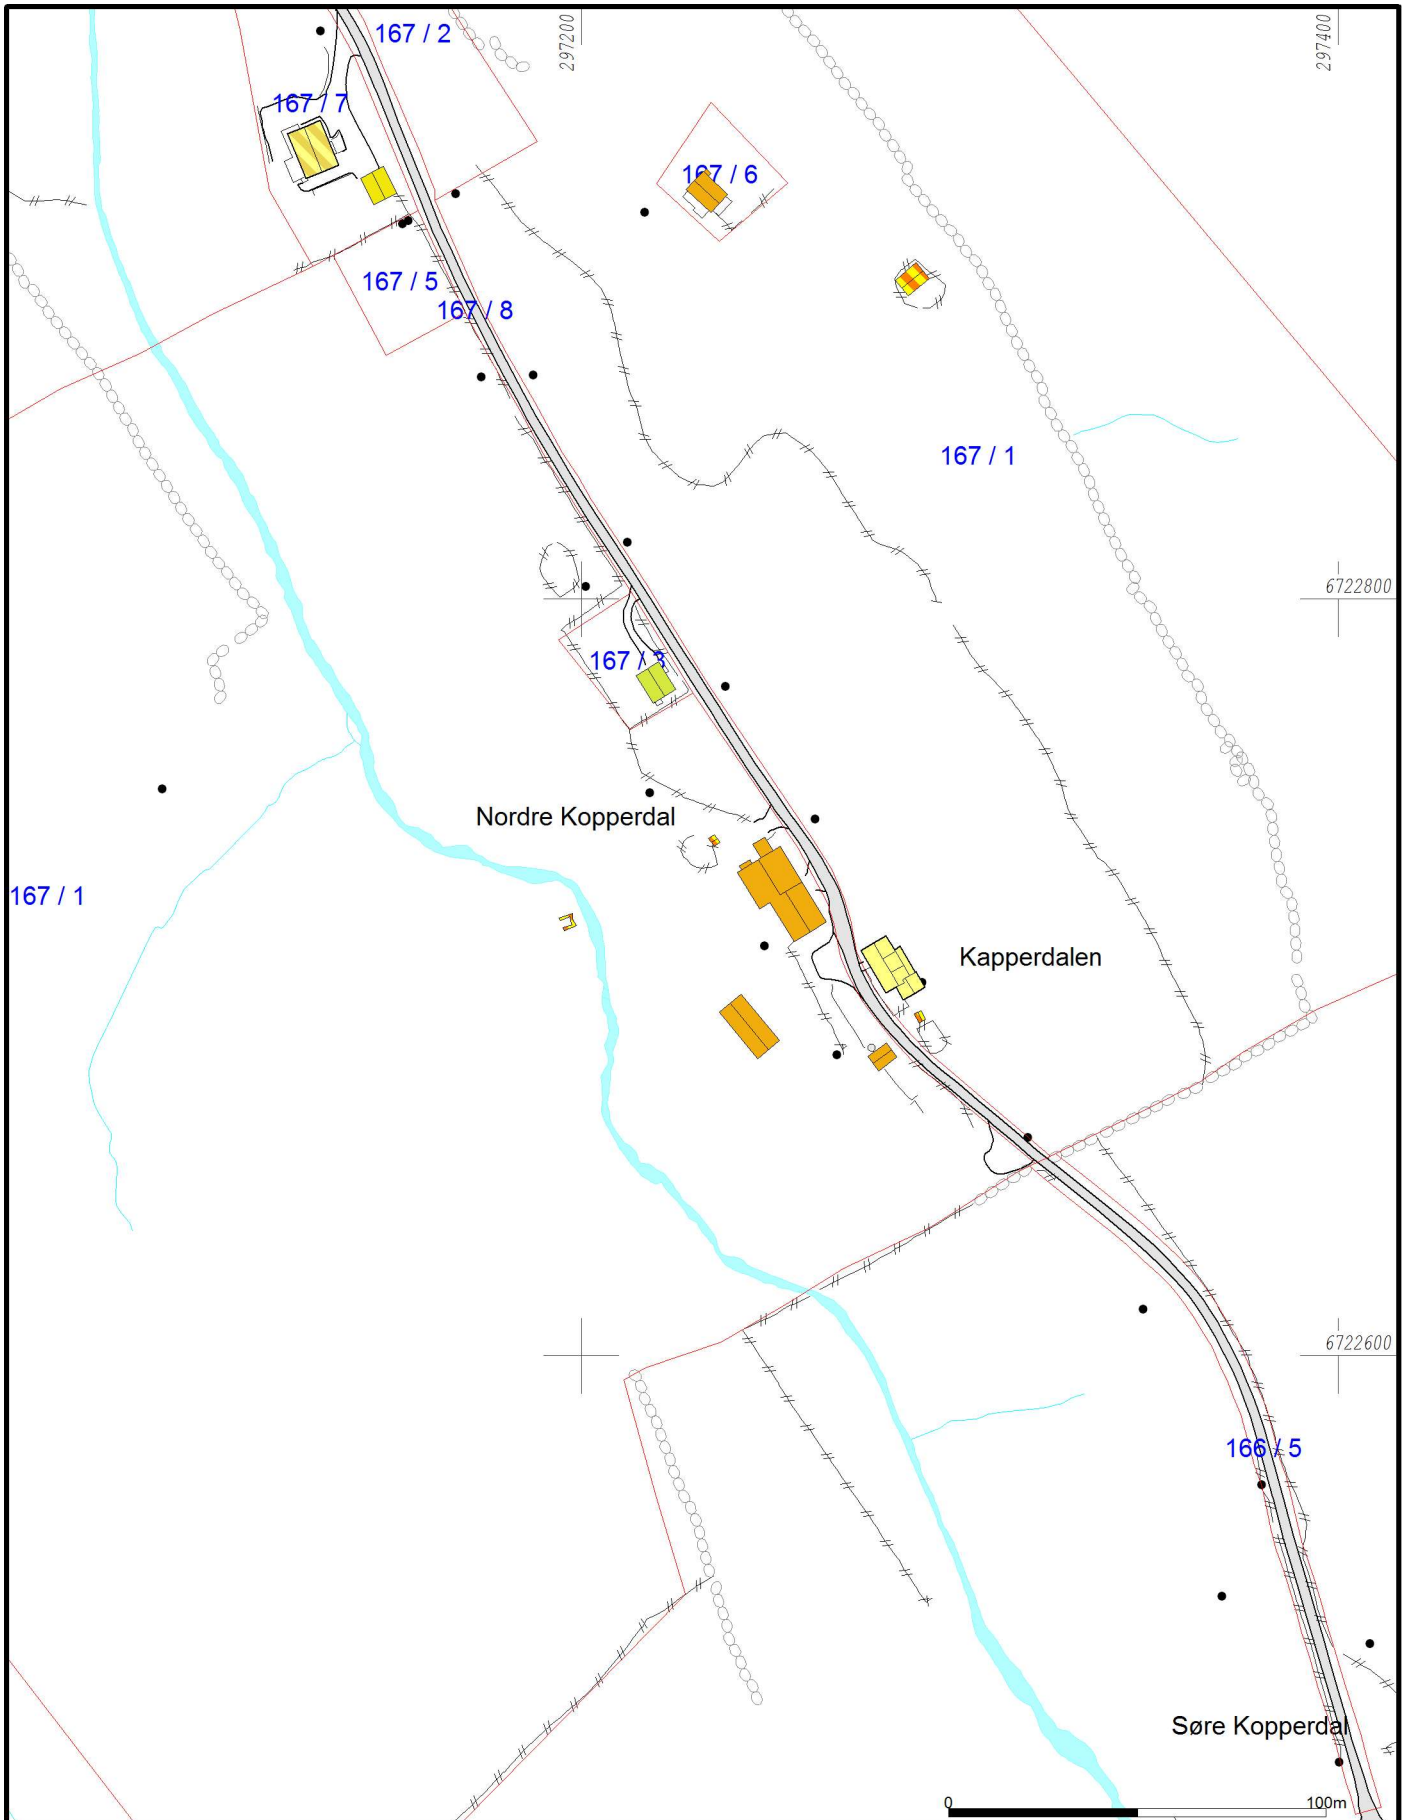 297200
297400
167 / 2
167 / 7
167 / 6
167 / 5
167 / 8
167 / 1
6722800
167 / 3
Nordre Kopperdal
167 / 1
Kapperdalen
6722600
166 / 5
Søre Kopperdal
0 100m